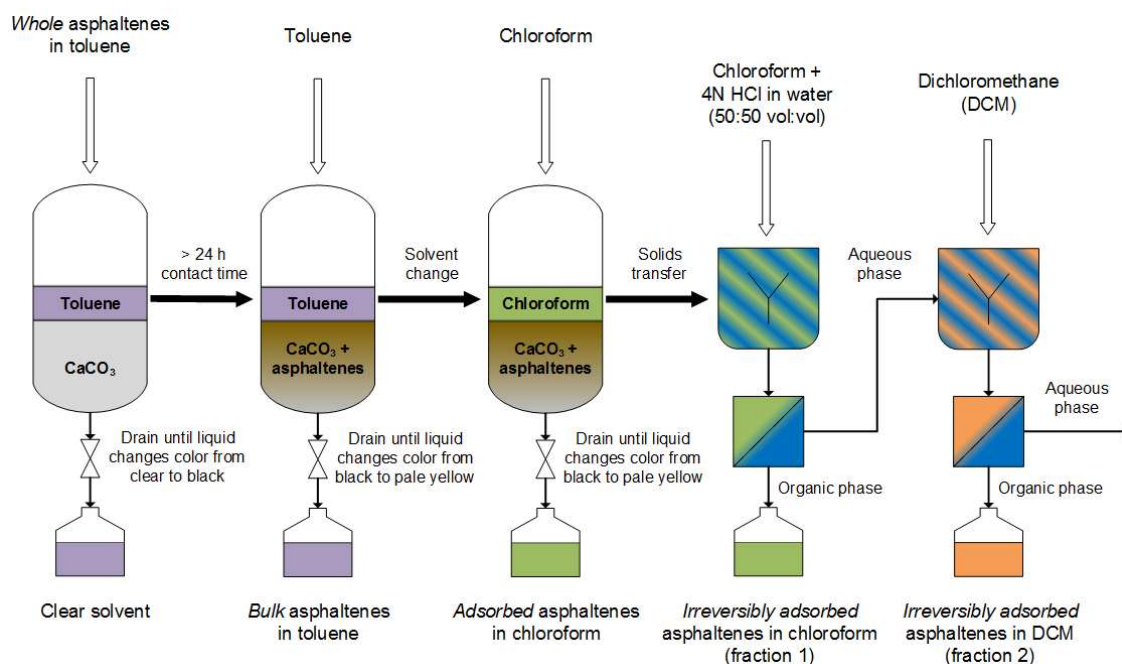 Whole asphaltenes
in toluene
Toluene
Chloroform
Chloroform +
4N HCl in water
(50:50 vol:vol)
Dichloromethane
(DCM)
> 24 h
contact time
Solvent
change
Solids
transfer
Aqueous
phase
Toluene
Toluene
Chloroform
CaCO₃
CaCO₃ +
asphaltenes
CaCO₃ +
asphaltenes
Aqueous
phase
Drain until liquid
changes color from
clear to black
Drain until liquid
changes color from
black to pale yellow
Drain until liquid
changes color from
black to pale yellow
Organic phase
Organic phase
Clear solvent
Bulk asphaltenes
in toluene
Adsorbed asphaltenes
in chloroform
Irreversibly adsorbed
asphaltenes in chloroform
(fraction 1)
Irreversibly adsorbed
asphaltenes in DCM
(fraction 2)